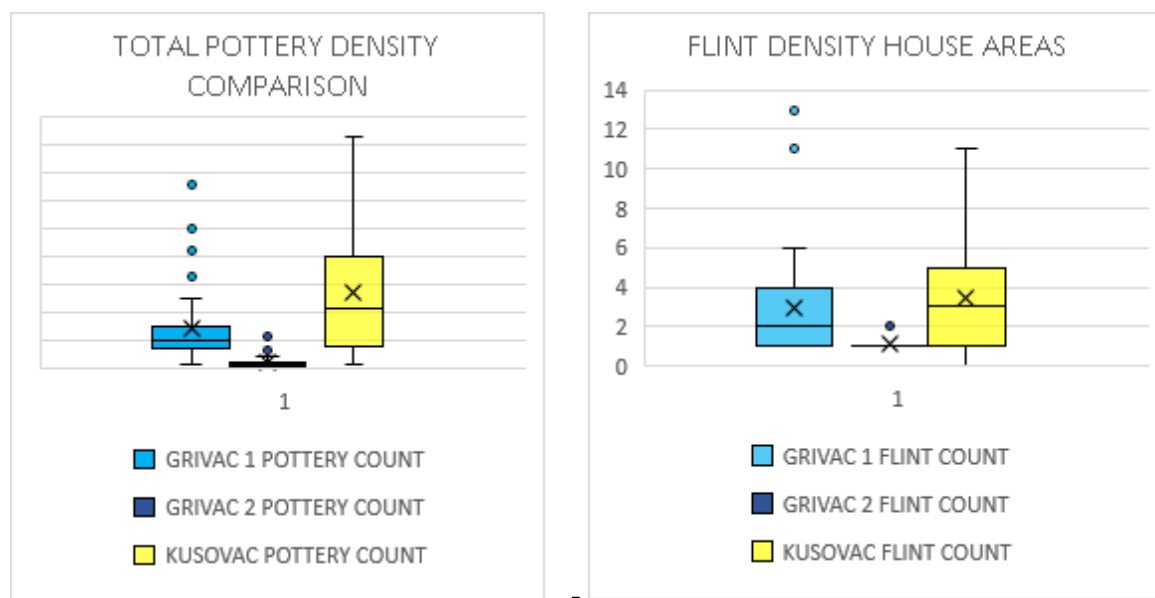 TOTAL POTTERY DENSITY
COMPARISON
1
GRIVAC 1 POTTERY COUNT
GRIVAC 2 POTTERY COUNT
KUSOVAC POTTERY COUNT
FLINT DENSITY HOUSE AREAS
14
12
10
8
6
4
2
0
1
GRIVAC 1 FLINT COUNT
GRIVAC 2 FLINT COUNT
KUSOVAC FLINT COUNT